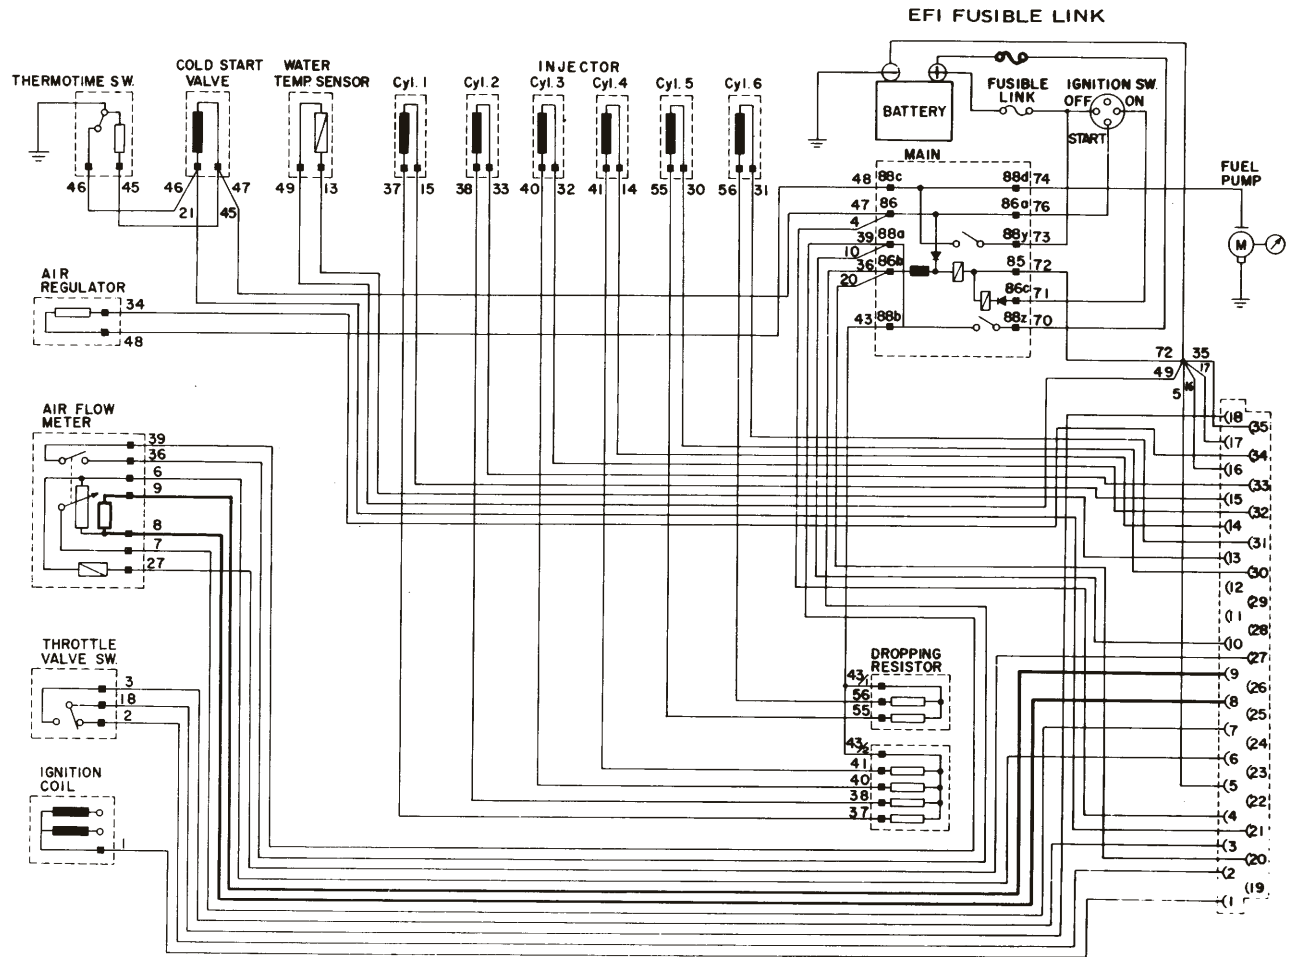 EFI FUSIBLE LINK
THERMOTIME SW.
COLD START
VALVE
WATER
TEMP. SENSOR
INJECTOR
Cyl. 1
Cyl. 2
Cyl. 3
Cyl. 4
Cyl. 5
Cyl. 6
BATTERY
FUSIBLE
LINK
IGNITION SW.
OFF
ON
START
MAIN
FUEL
PUMP
M
46
45
46
47
21
45
49
13
37
15
38
33
40
32
41
14
55
30
56
31
48
88c
88d
74
47
86
86a
76
4
39
88a
88y
73
10
36
86b
85
72
20
86c
71
43
88b
88z
70
AIR
REGULATOR
34
48
72
35
17
49
16
5
AIR FLOW
METER
39
36
6
9
8
7
27
THROTTLE
VALVE SW.
3
18
2
IGNITION
COIL
1
DROPPING
RESISTOR
43/1
56
55
43/2
41
40
38
37
(18
(35
(17
(34
(16
(33
(15
(32
(14
(31
(13
(30
(12
(29
(11
(28
(10
(27
(9
(26
(8
(25
(7
(24
(6
(23
(5
(22
(4
(21
(3
(20
(2
(19
(1